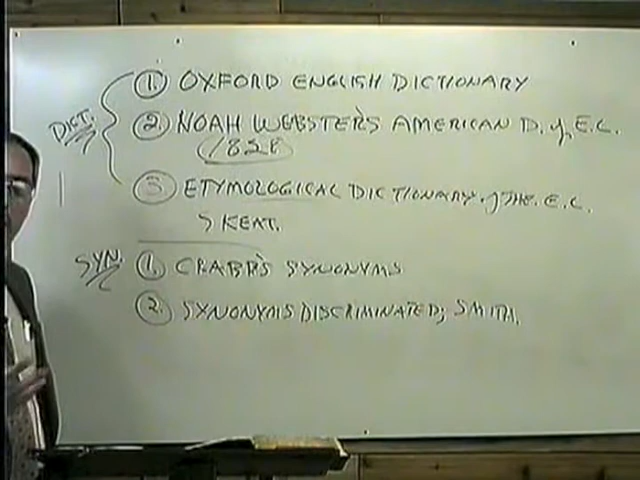 DICT. 1. OXFORD ENGLISH DICTIONARY
2. NOAH WEBSTER'S AMERICAN D. of E.L.
1828
3. ETYMOLOGICAL DICTIONARY of THE E.L.
SKEAT.
SYN. 1. CRABB'S SYNONYMS
2. SYNONYMS DISCRIMINATED; SMITH.